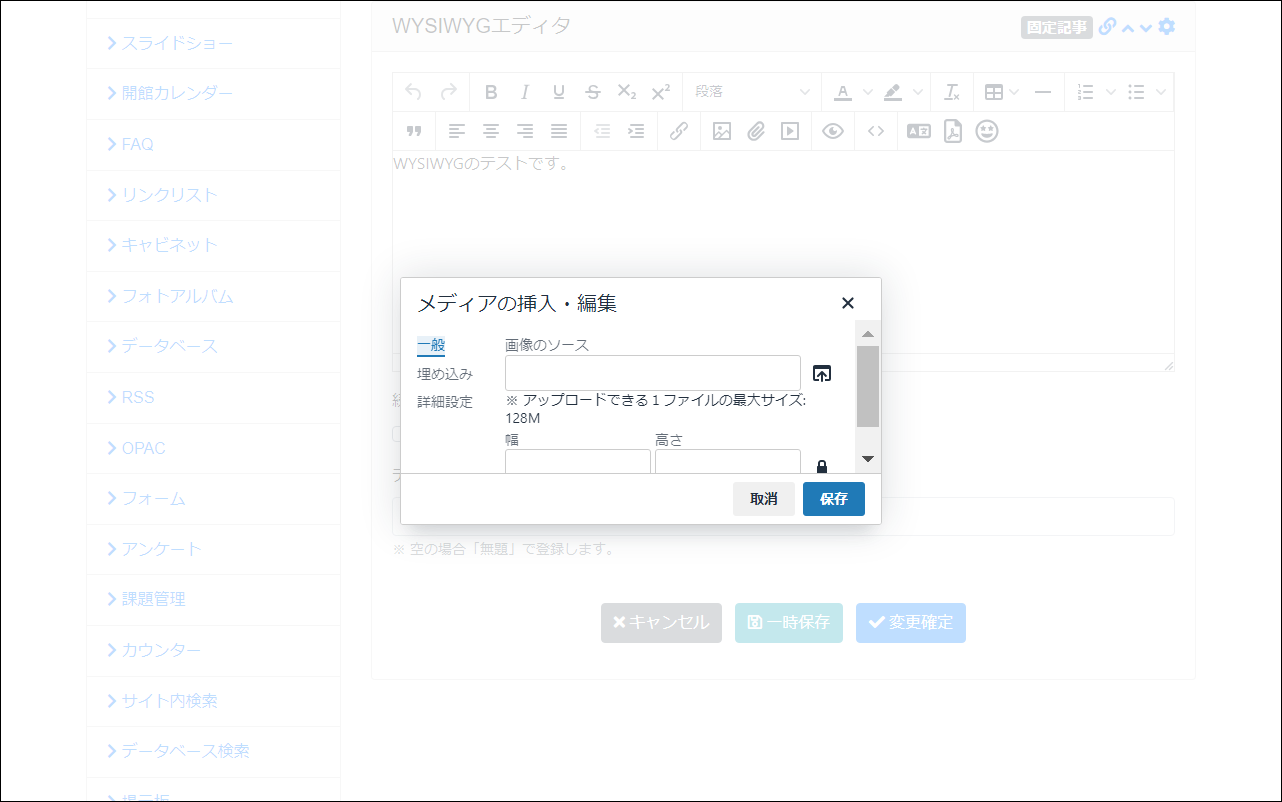 スライドショー
開館カレンダー
FAQ
リンクリスト
キャビネット
フォトアルバム
データベース
RSS
OPAC
フォーム
アンケート
課題管理
カウンター
サイト内検索
データベース検索
掲示板
WYSIWYGエディタ
固定記事
段落
WYSIWYGのテストです。
メディアの挿入・編集
一般
埋め込み
詳細設定
画像のソース
※ アップロードできる１ファイルの最大サイズ:
128M
幅 高さ
取消 保存
※ 空の場合「無題」で登録します。
キャンセル 一時保存 変更確定